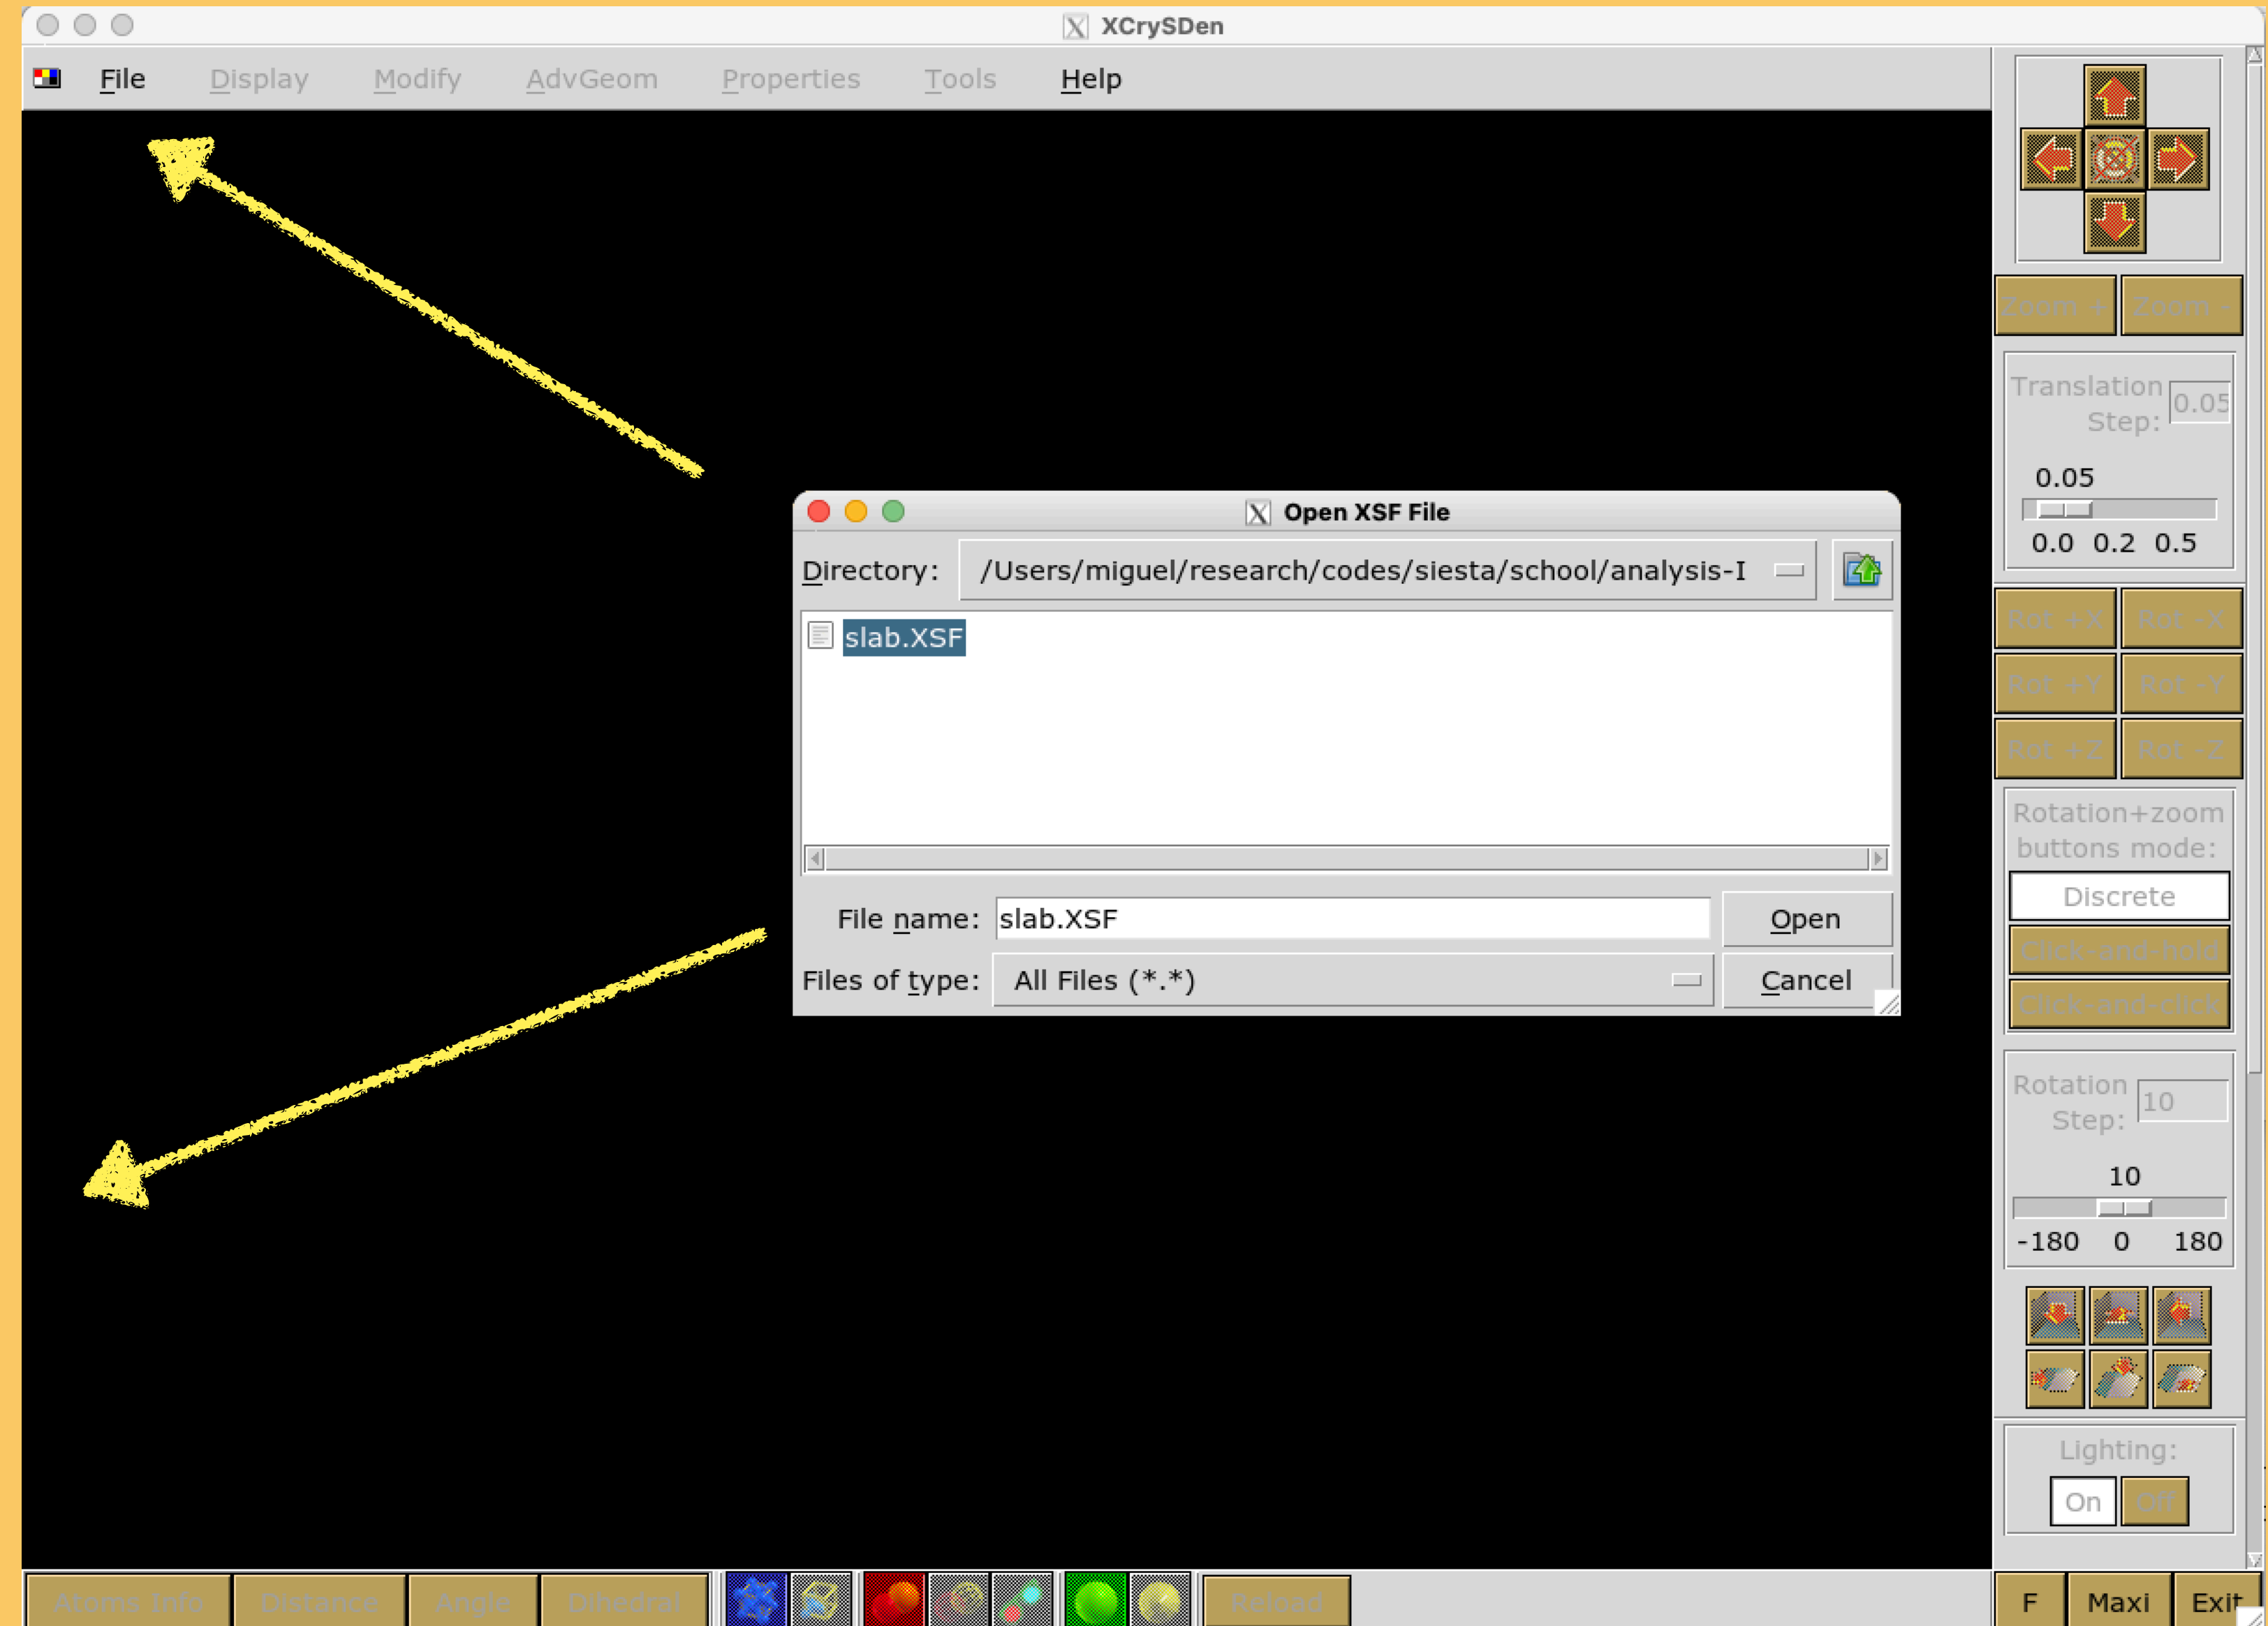 XCrySDen
File Display Modify AdvGeom Properties Tools Help
Zoom + Zoom -
Translation
Step: 0.05
0.05
0.0 0.2 0.5
Open XSF File
Directory: /Users/miguel/research/codes/siesta/school/analysis-I
slab.XSF
File name: slab.XSF Open
Files of type: All Files (*.*) Cancel
Rot +X Rot -X
Rot +Y Rot -Y
Rot +Z Rot -Z
Rotation+zoom
buttons mode:
Discrete
Click-and-hold
Click-and-click
Rotation
Step: 10
10
-180 0 180
Lighting:
On Off
Atoms Info Distance Angle Dihedral Reload F Maxi Exit